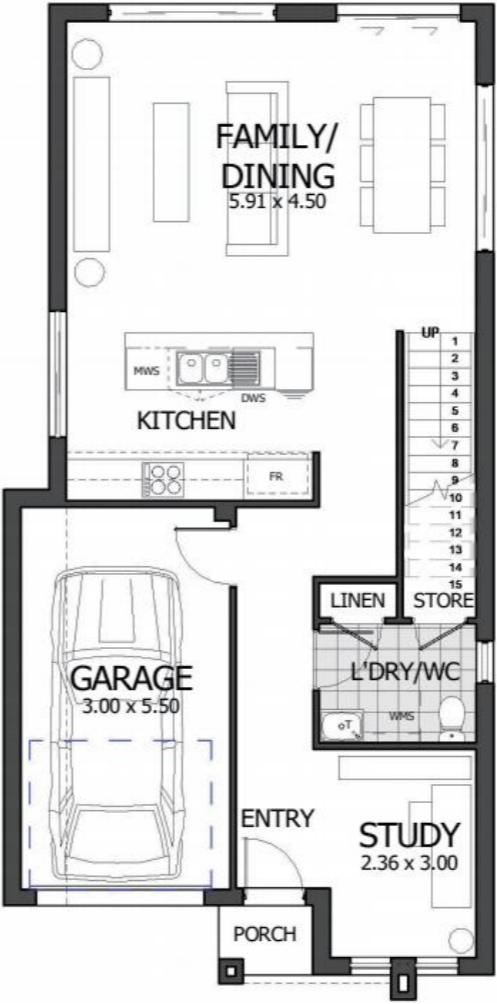 FAMILY/
DINING
5.91 x 4.50
UP
1
2
3
4
5
6
7
8
9
10
11
12
13
14
15
MWS
DWS
KITCHEN
FR
LINEN
STORE
L'DRY/WC
WMS
T
GARAGE
3.00 x 5.50
ENTRY
STUDY
2.36 x 3.00
PORCH